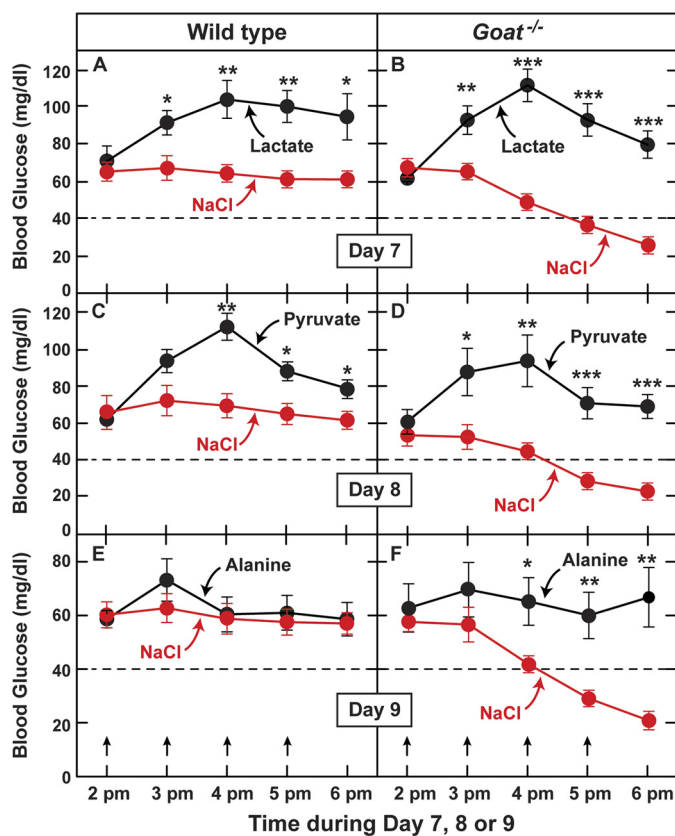 Wild type
Goat-/-
Blood Glucose (mg/dl)
120
100
80
60
40
20
0
A
*
**
**
*
Lactate
NaCl
B
**
***
***
***
Lactate
NaCl
Day 7
Blood Glucose (mg/dl)
120
100
80
60
40
20
0
C
**
*
*
Pyruvate
NaCl
D
*
**
***
***
Pyruvate
NaCl
Day 8
Blood Glucose (mg/dl)
80
60
40
20
0
E
Alanine
NaCl
F
*
**
**
Alanine
NaCl
Day 9
2 pm 3 pm 4 pm 5 pm 6 pm 2 pm 3 pm 4 pm 5 pm 6 pm
Time during Day 7, 8 or 9